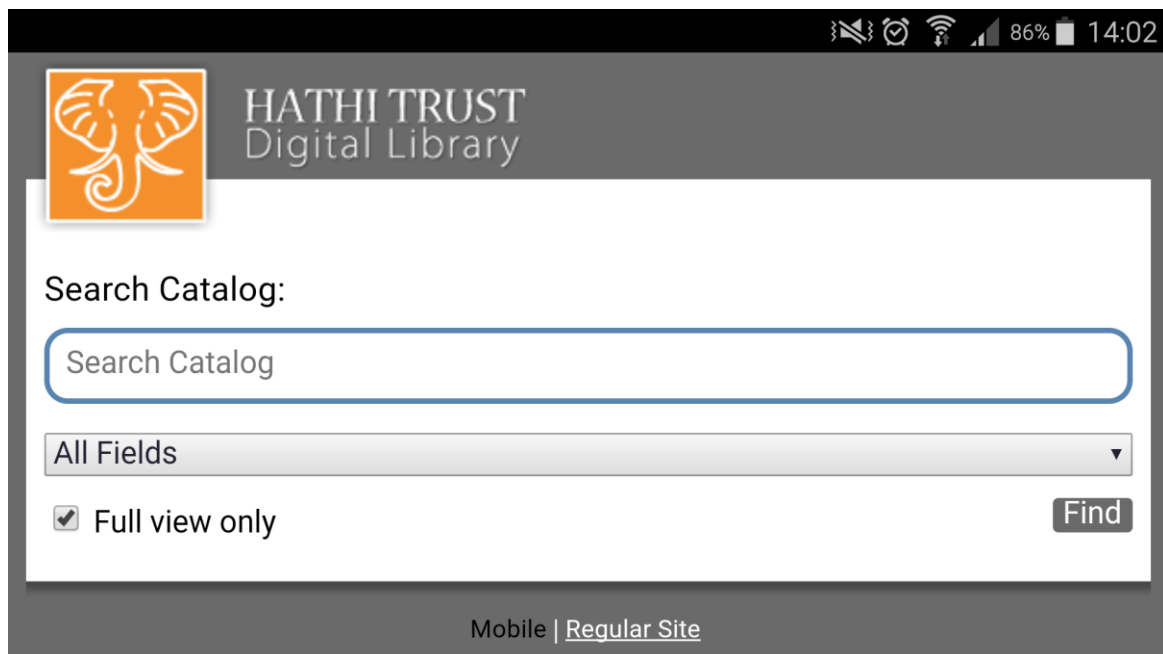 86% 14:02
HATHI TRUST
Digital Library
Search Catalog:
Search Catalog
All Fields
Full view only Find
Mobile | Regular Site